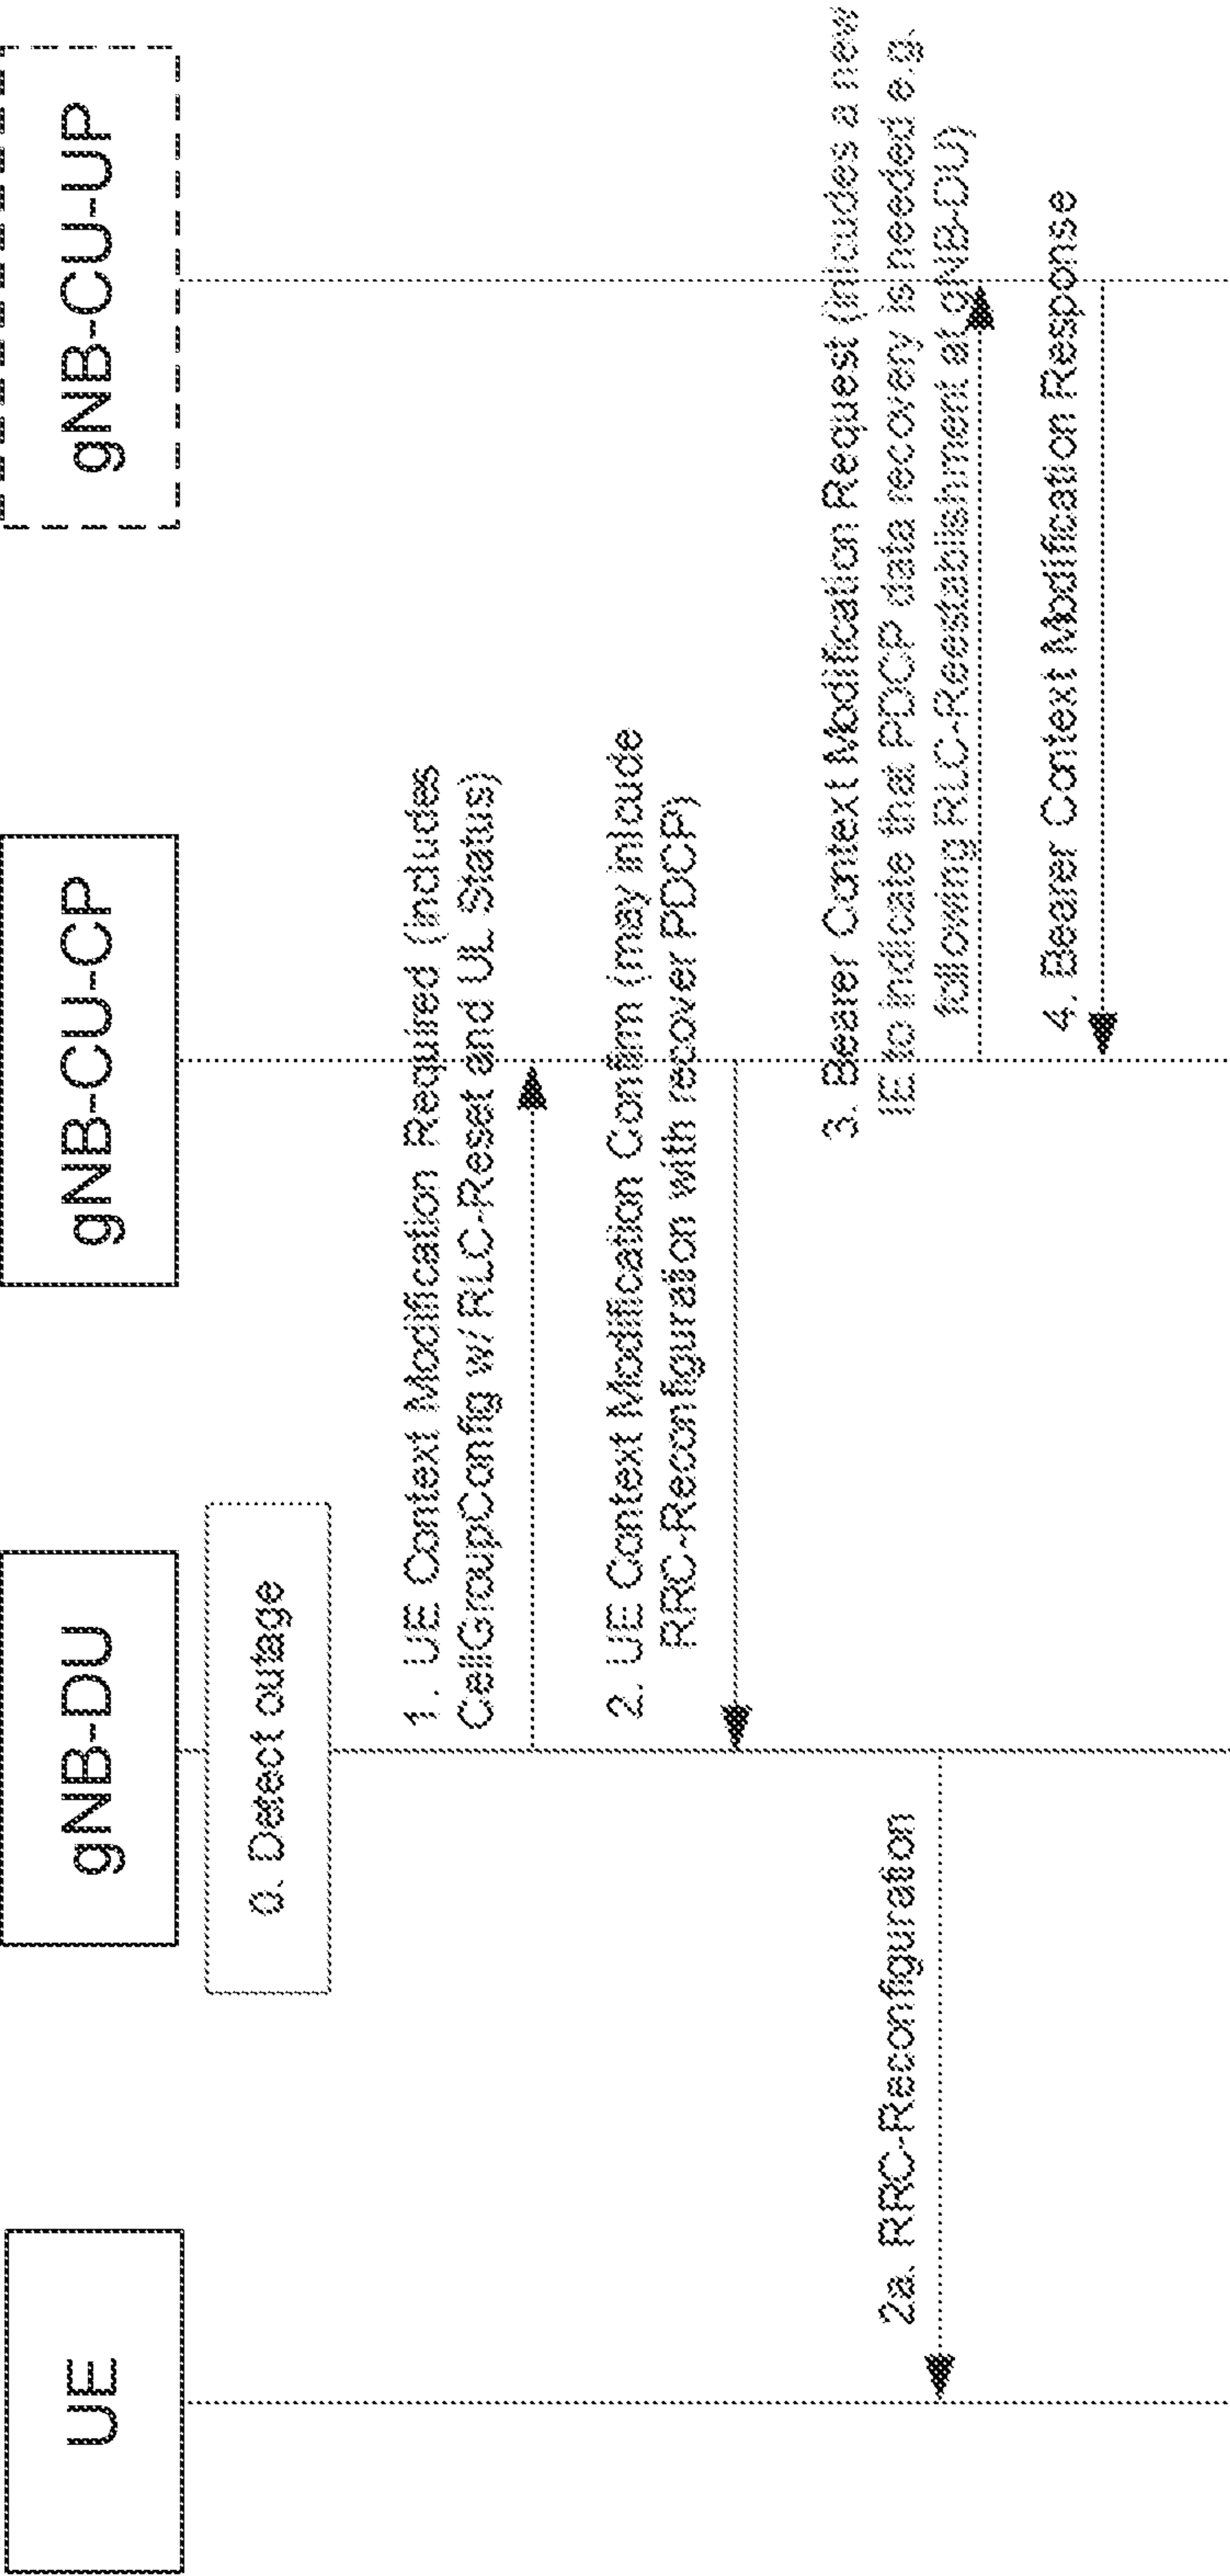 UE
gNB-DU
gNB-CU-CP
gNB-CU-UP
0. Detect outage
1. UE Context Modification Required (includes
CellGroupConfig w/ RLC-Reset and UL Status)
2. UE Context Modification Confirm (may inlcude
RRC-Reconfiguration with recover PDCP)
2a. RRC-Reconfiguration
3. Bearer Context Modification Request (inlcudes a new
IE to indicate that PDCP data recovery is needed e.g.
following RLC-Reestablishment at gNB-DU)
4. Bearer Context Modification Response